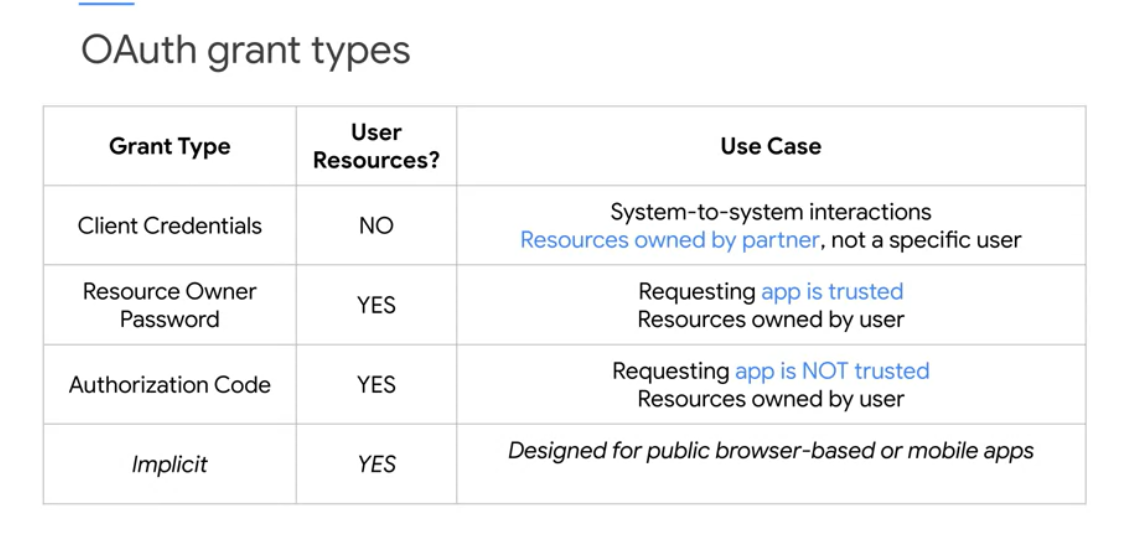 OAuth grant types
Grant Type
User
Resources?
Use Case
Client Credentials
NO
System-to-system interactions
Resources owned by partner, not a specific user
Resource Owner
Password
YES
Requesting app is trusted
Resources owned by user
Authorization Code
YES
Requesting app is NOT trusted
Resources owned by user
Implicit
YES
Designed for public browser-based or mobile apps